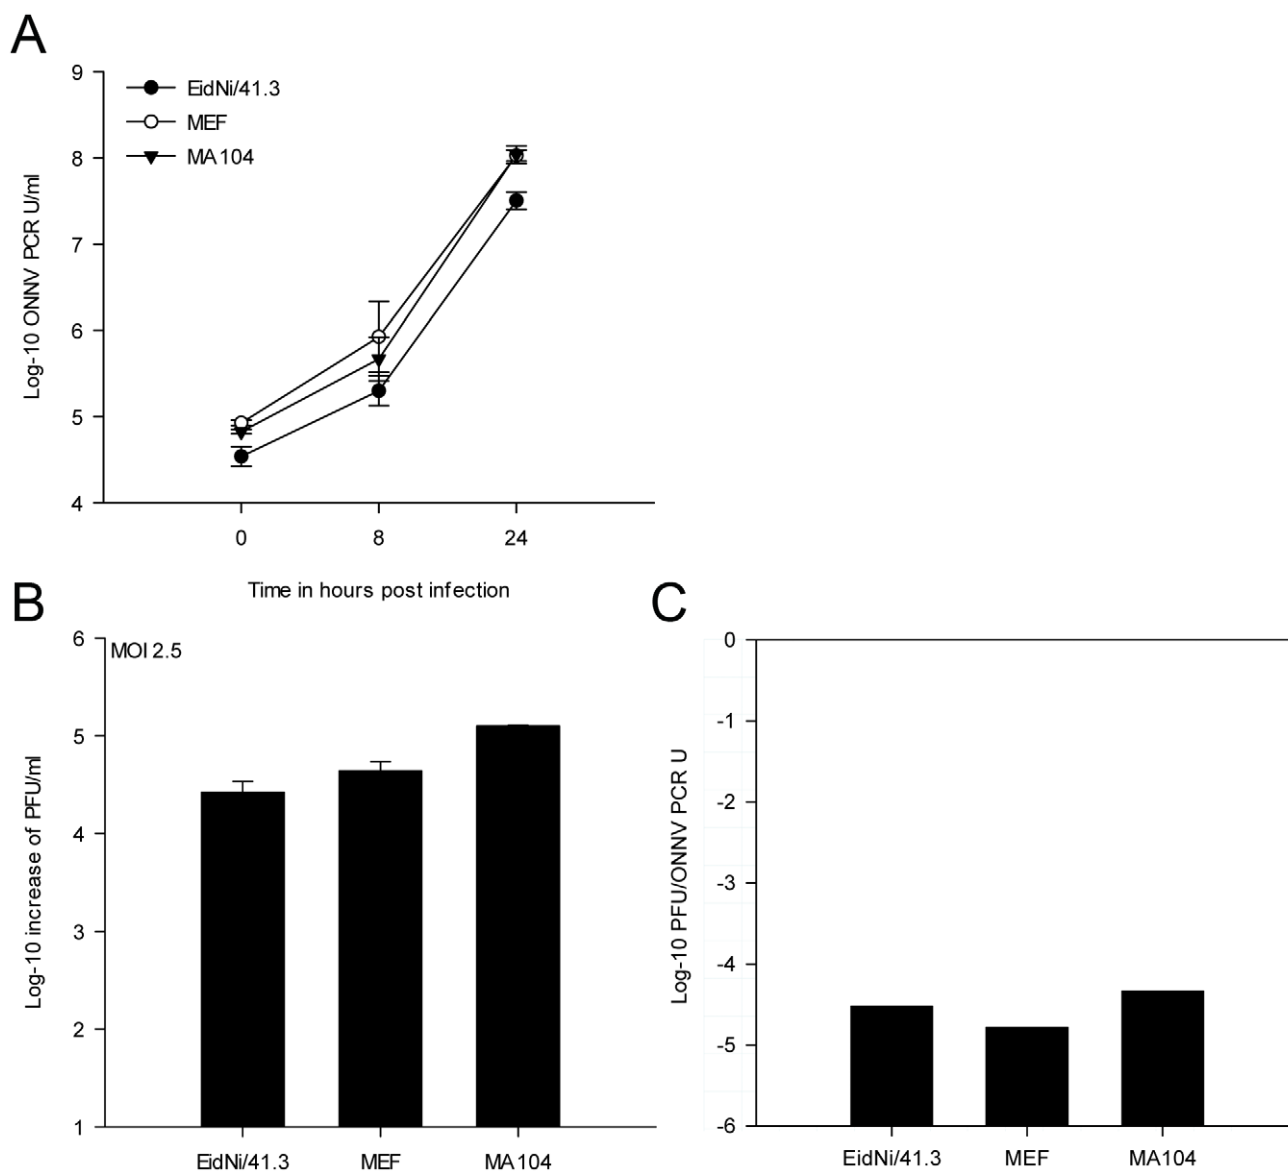 A
9
8
7
6
5
4
Log-10 ONNV PCR U/ml
EidNi/41.3
MEF
MA104
0 8 24
Time in hours post infection
B
6
5
4
3
2
1
Log-10 increase of PFU/ml
MOI 2.5
EidNi/41.3 MEF MA104
C
0
-1
-2
-3
-4
-5
-6
Log-10 PFU/ONNV PCR U
EidNi/41.3 MEF MA104